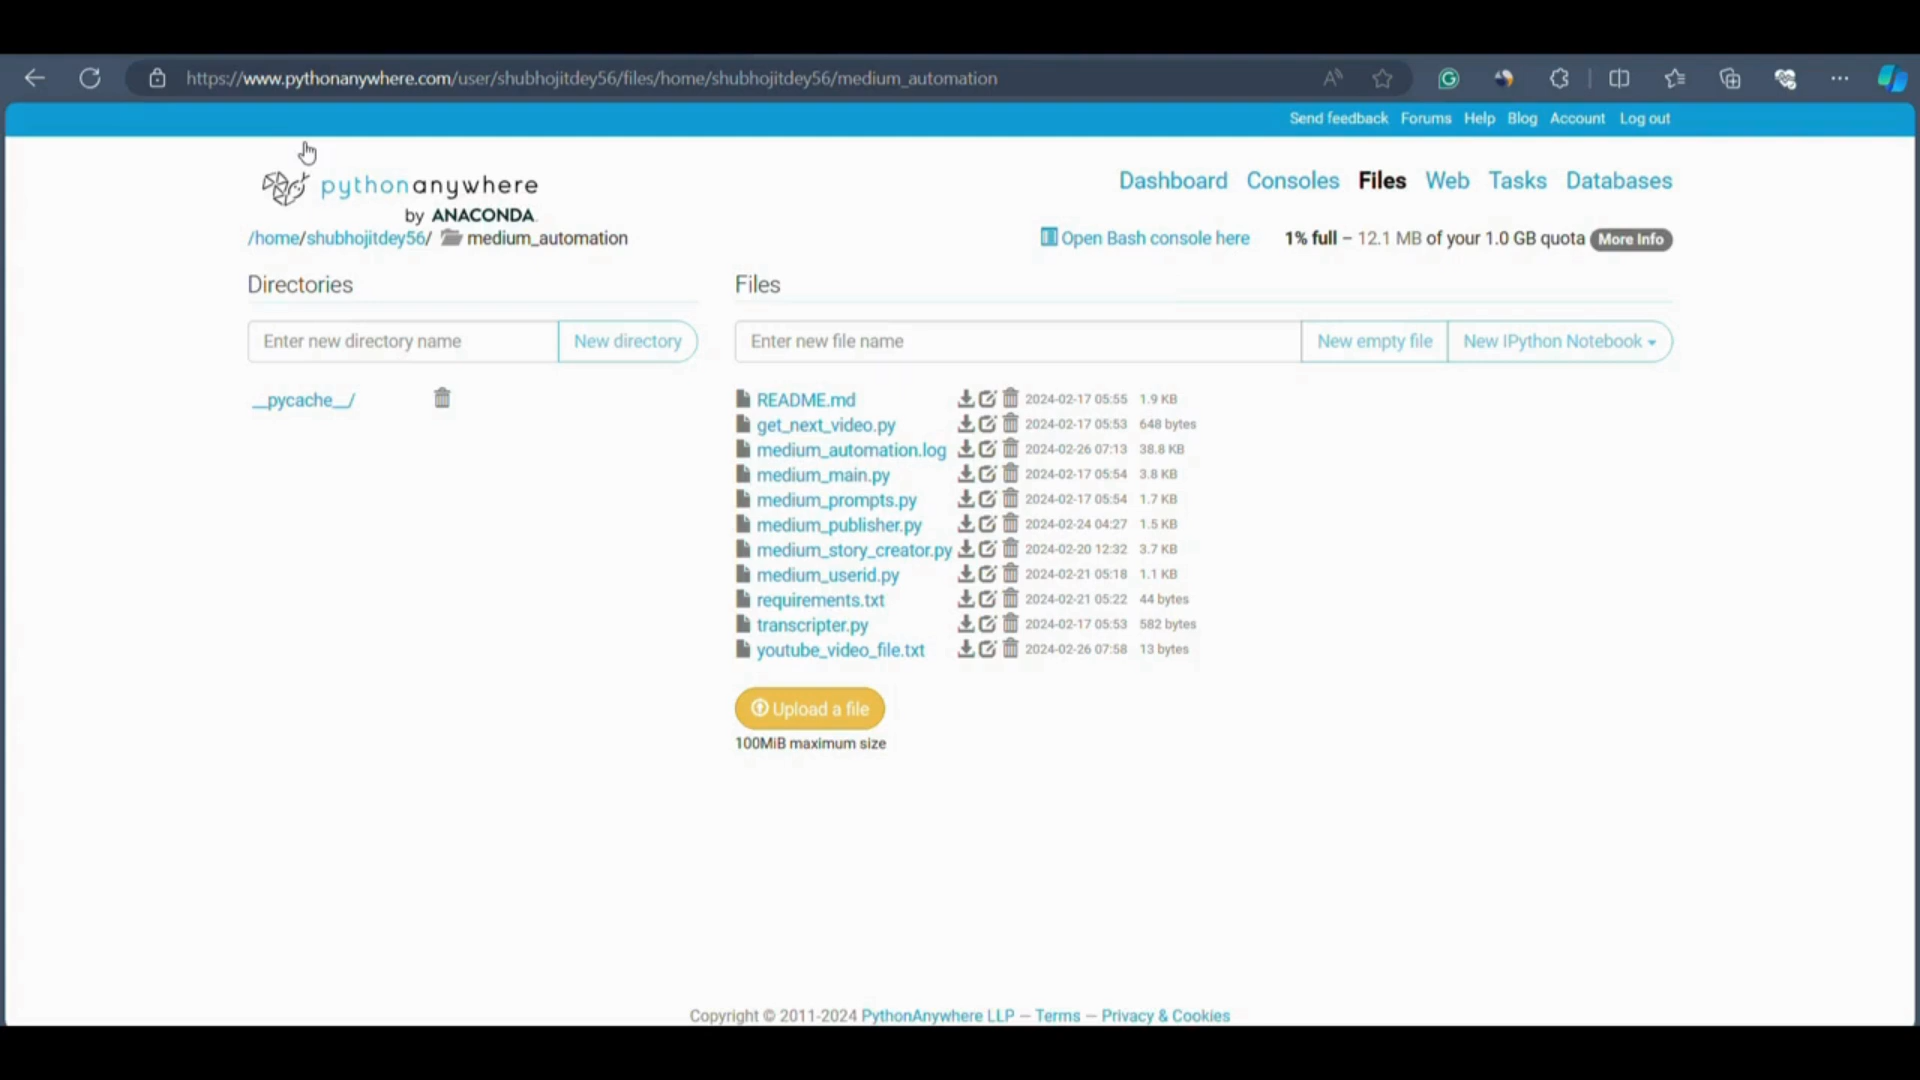 https://www.pythonanywhere.com/user/shubhojitdey56/files/home/shubhojitdey56/medium_automation
Send feedback Forums Help Blog Account Log out
pythonanywhere
by ANACONDA.
Dashboard Consoles Files Web Tasks Databases
/home/shubhojitdey56/ medium_automation
Open Bash console here 1% full – 12.1 MB of your 1.0 GB quota More Info
Directories
Enter new directory name New directory
__pycache__/
Files
Enter new file name New empty file New IPython Notebook
README.md 2024-02-17 05:55 1.9 KB
get_next_video.py 2024-02-17 05:53 648 bytes
medium_automation.log 2024-02-26 07:13 38.8 KB
medium_main.py 2024-02-17 05:54 3.8 KB
medium_prompts.py 2024-02-17 05:54 1.7 KB
medium_publisher.py 2024-02-24 04:27 1.5 KB
medium_story_creator.py 2024-02-20 12:32 3.7 KB
medium_userid.py 2024-02-21 05:18 1.1 KB
requirements.txt 2024-02-21 05:22 44 bytes
transcripter.py 2024-02-17 05:53 582 bytes
youtube_video_file.txt 2024-02-26 07:58 13 bytes
Upload a file
100MiB maximum size
Copyright © 2011-2024 PythonAnywhere LLP — Terms — Privacy & Cookies